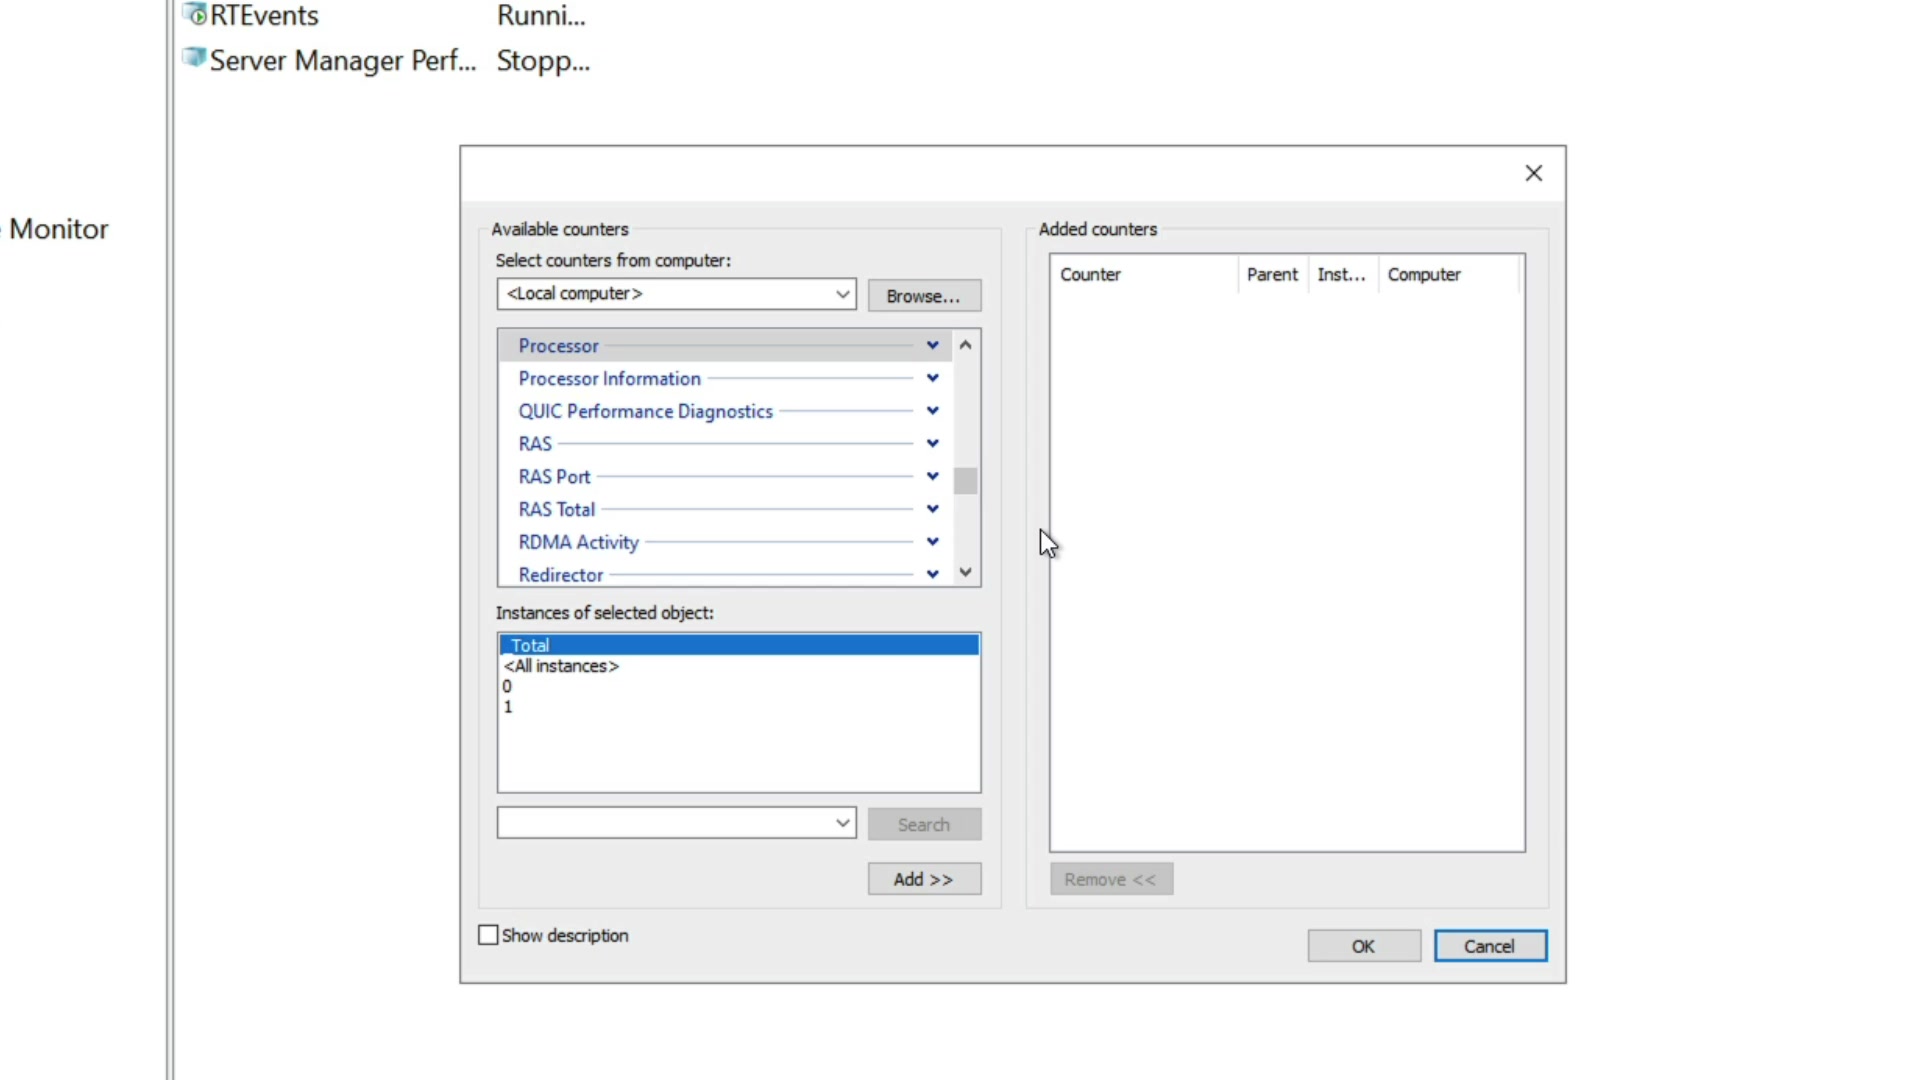 RTEvents Runni...
Server Manager Perf... Stopp...
Monitor
Available counters
Select counters from computer:
<Local computer>
Browse...
Processor
Processor Information
QUIC Performance Diagnostics
RAS
RAS Port
RAS Total
RDMA Activity
Redirector
Instances of selected object:
_Total
<All instances>
0
1
Search
Add >>
Show description
Added counters
Counter Parent Inst... Computer
Remove <<
OK
Cancel